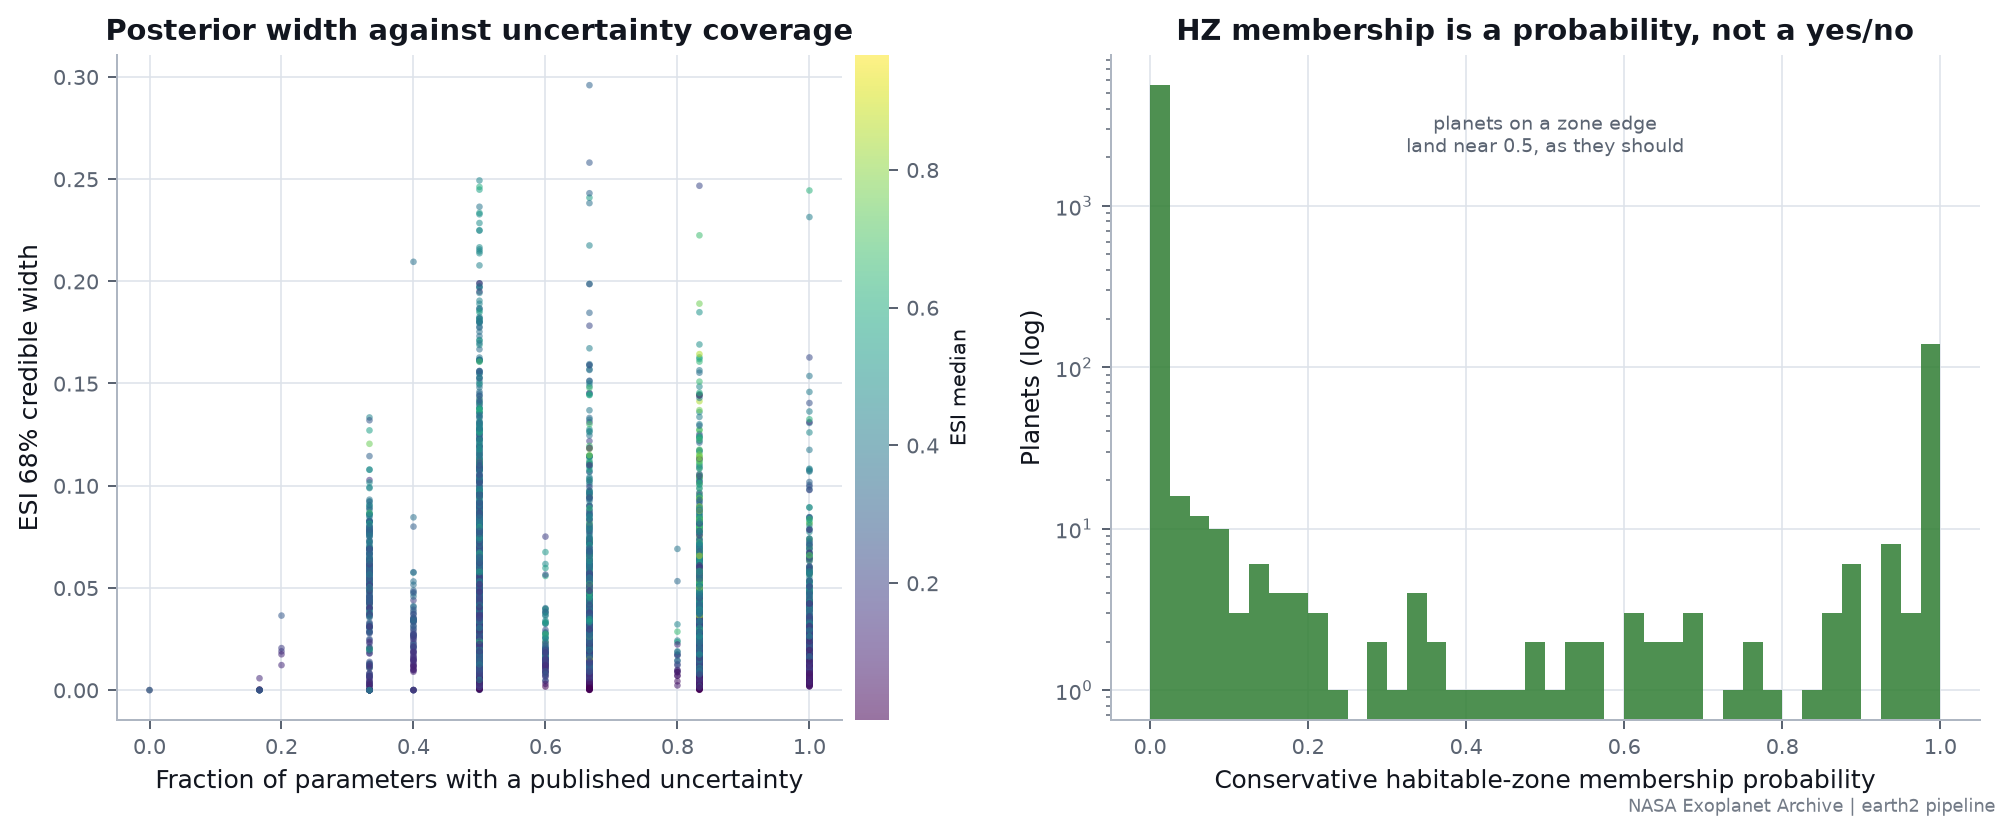 Posterior width against uncertainty coverage
0.30
0.25
0.20
0.15
0.10
0.05
0.00
ESI 68% credible width
0.0 0.2 0.4 0.6 0.8 1.0
Fraction of parameters with a published uncertainty
0.8
0.6
0.4
0.2
ESI median
HZ membership is a probability, not a yes/no
planets on a zone edge
land near 0.5, as they should
10³
10²
10¹
10⁰
Planets (log)
0.0 0.2 0.4 0.6 0.8 1.0
Conservative habitable-zone membership probability
NASA Exoplanet Archive | earth2 pipeline